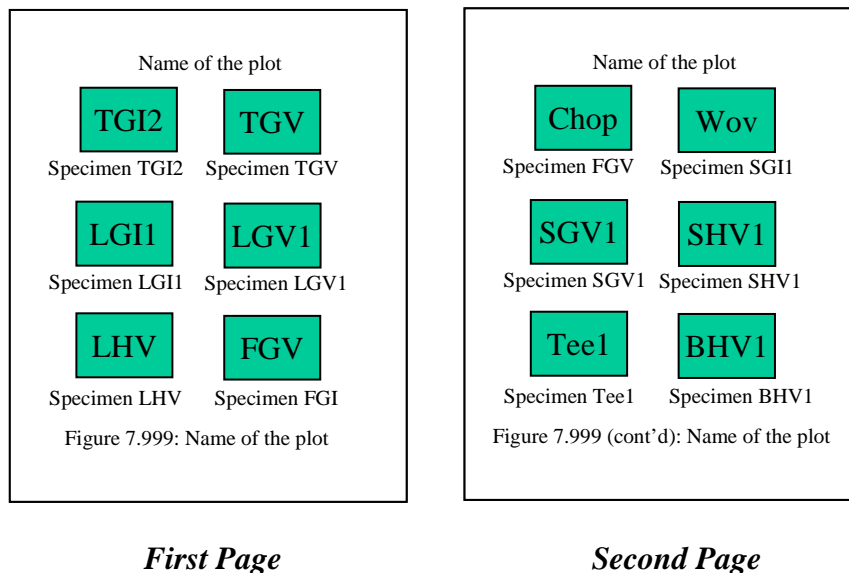 Name of the plot
TGI2 TGV
Specimen TGI2 Specimen TGV
LGI1 LGV1
Specimen LGI1 Specimen LGV1
LHV FGV
Specimen LHV Specimen FGI
Figure 7.999: Name of the plot
First Page
Name of the plot
Chop Wov
Specimen FGV Specimen SGI1
SGV1 SHV1
Specimen SGV1 Specimen SHV1
Tee1 BHV1
Specimen Tee1 Specimen BHV1
Figure 7.999 (cont’d): Name of the plot
Second Page